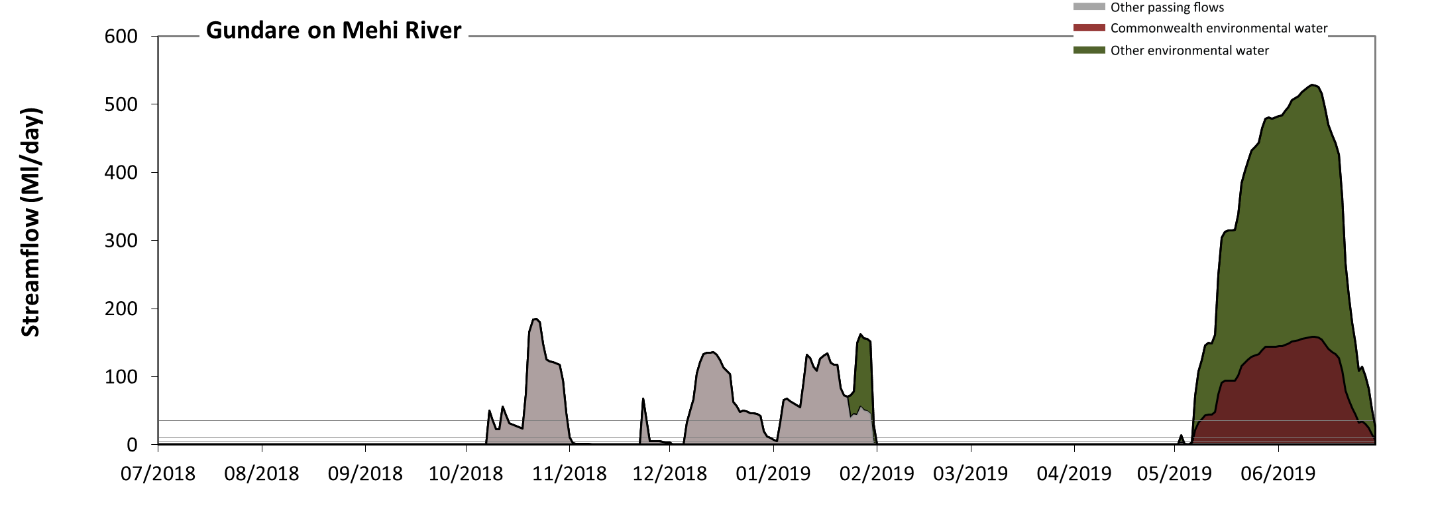 Other passing flows
Commonwealth environmental water
Other environmental water
Gundare on Mehi River
Streamflow (Ml/day)
600
500
400
300
200
100
0
07/2018 08/2018 09/2018 10/2018 11/2018 12/2018 01/2019 02/2019 03/2019 04/2019 05/2019 06/2019